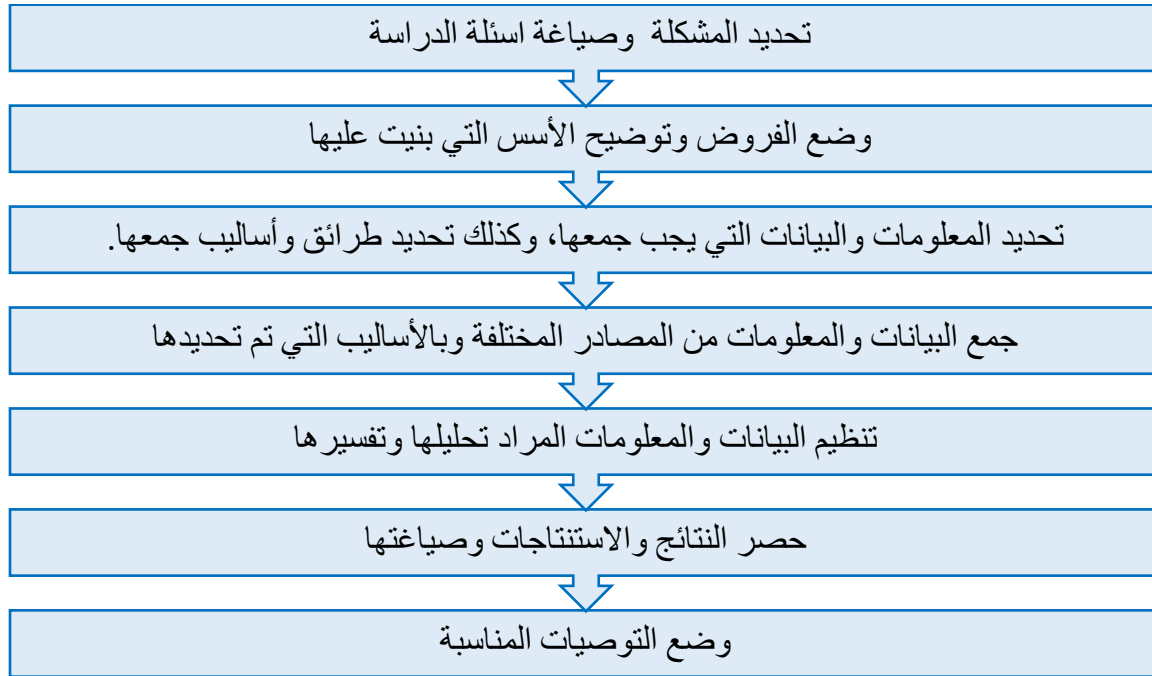 تحديد المشكلة وصياغة اسئلة الدراسة
وضع الفروض وتوضيح الأسس التي بنيت عليها
تحديد المعلومات والبيانات التي يجب جمعها، وكذلك تحديد طرائق وأساليب جمعها.
جمع البيانات والمعلومات من المصادر المختلفة وبالأساليب التي تم تحديدها
تنظيم البيانات والمعلومات المراد تحليلها وتفسيرها
حصر النتائج والاستنتاجات وصياغتها
وضع التوصيات المناسبة